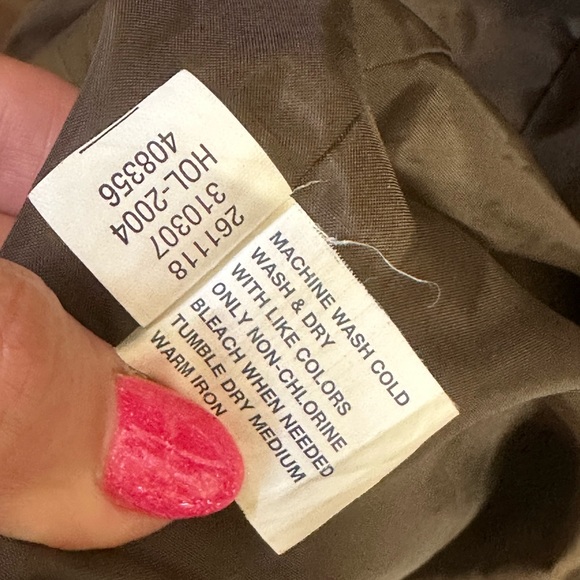 261118
310307
HOL-2004
408356
MACHINE WASH COLD
WASH & DRY
WITH LIKE COLORS
ONLY NON-CHLORINE
BLEACH WHEN NEEDED
TUMBLE DRY MEDIUM
WARM IRON